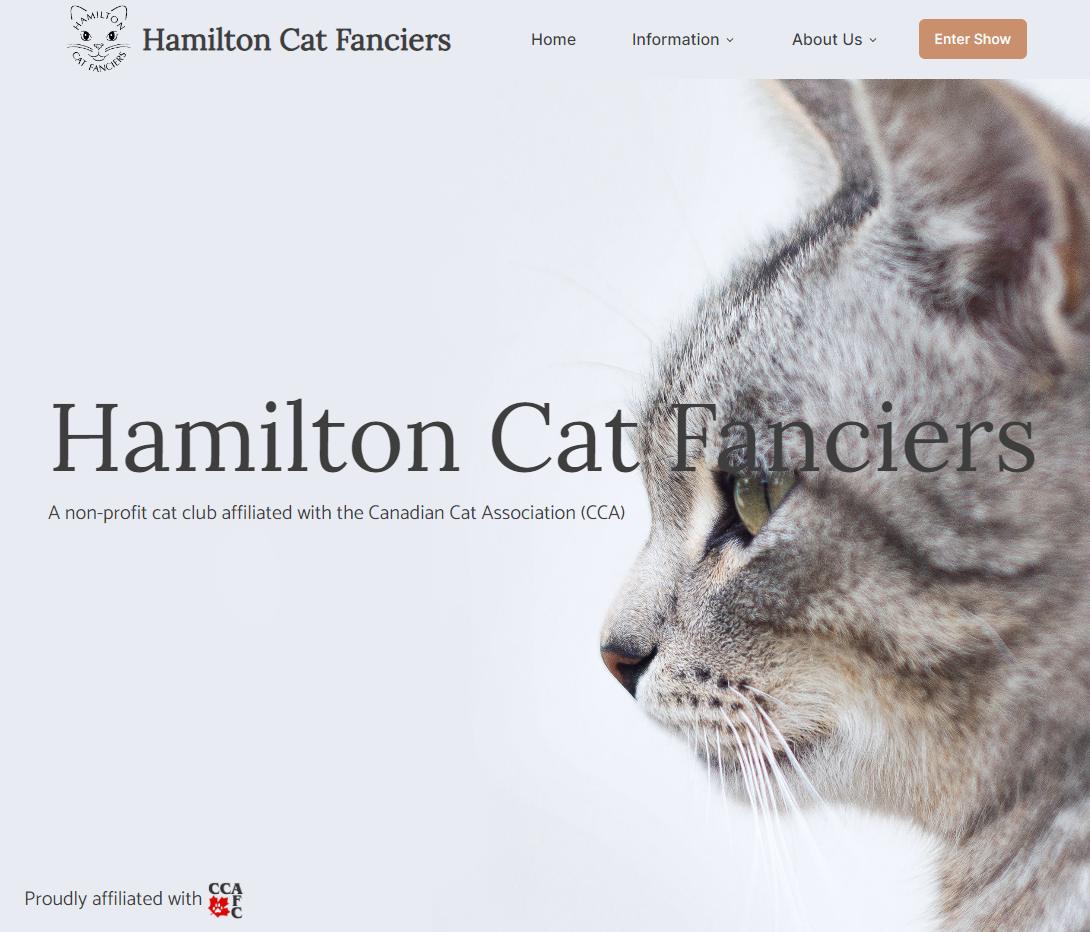 HAMILTON
CAT FANCIERS
Hamilton Cat Fanciers
Home
Information
About Us
Enter Show
Hamilton Cat Fanciers
A non-profit cat club affiliated with the Canadian Cat Association (CCA)
Proudly affiliated with
CCA
F
C